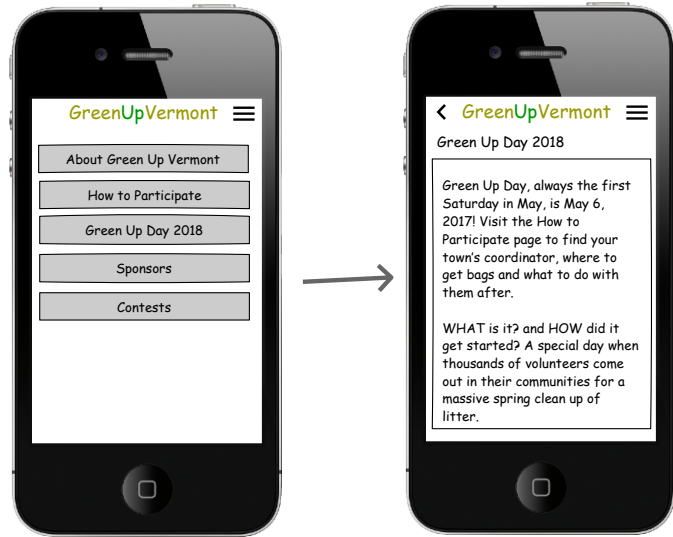 GreenUpVermont
About Green Up Vermont
How to Participate
Green Up Day 2018
Sponsors
Contests
GreenUpVermont
Green Up Day 2018
Green Up Day, always the first
Saturday in May, is May 6,
2017! Visit the How to
Participate page to find your
town's coordinator, where to
get bags and what to do with
them after.
WHAT is it? and HOW did it
get started? A special day when
thousands of volunteers come
out in their communities for a
massive spring clean up of
litter.